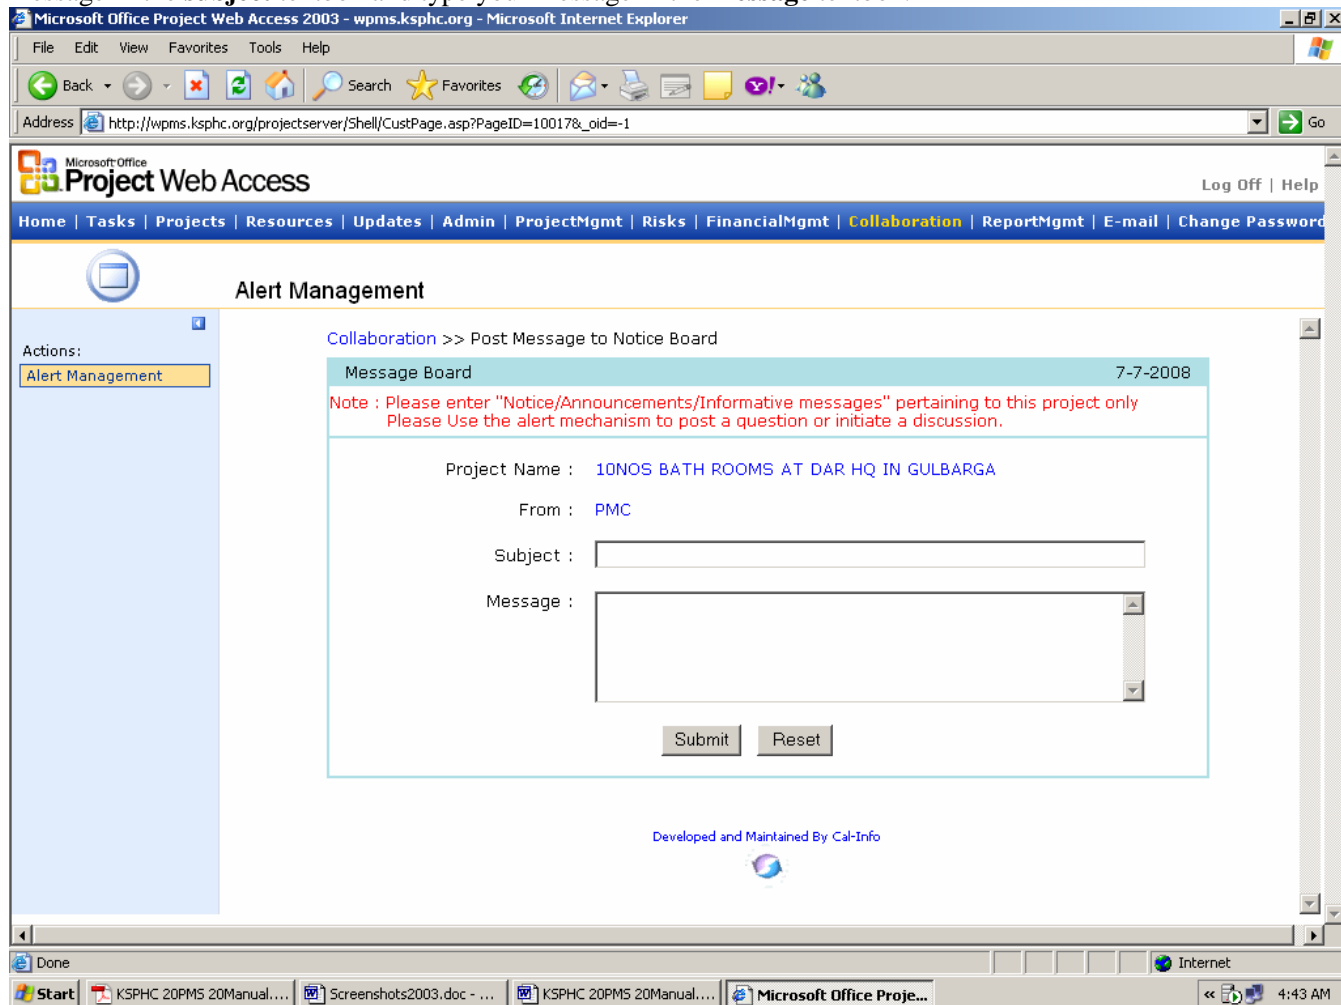 Microsoft Office Project Web Access 2003 - wpms.ksphc.org - Microsoft Internet Explorer
File Edit View Favorites Tools Help
Back Search Favorites
Address http://wpms.ksphc.org/projectserver/Shell/CustPage.asp?PageID=10017&_oid=-1 Go
Microsoft Office
Project Web Access
Log Off | Help
Home | Tasks | Projects | Resources | Updates | Admin | ProjectMgmt | Risks | FinancialMgmt | Collaboration | ReportMgmt | E-mail | Change Password
Alert Management
Actions:
Alert Management
Collaboration >> Post Message to Notice Board
Message Board 7-7-2008
Note : Please enter "Notice/Announcements/Informative messages" pertaining to this project only
Please Use the alert mechanism to post a question or initiate a discussion.
Project Name : 10NOS BATH ROOMS AT DAR HQ IN GULBARGA
From : PMC
Subject :
Message :
Submit Reset
Developed and Maintained By Cal-Info
Done Internet
Start KSPHC 20PMS 20Manual.... Screenshots2003.doc - ... KSPHC 20PMS 20Manual.... Microsoft Office Proje... « 4:43 AM